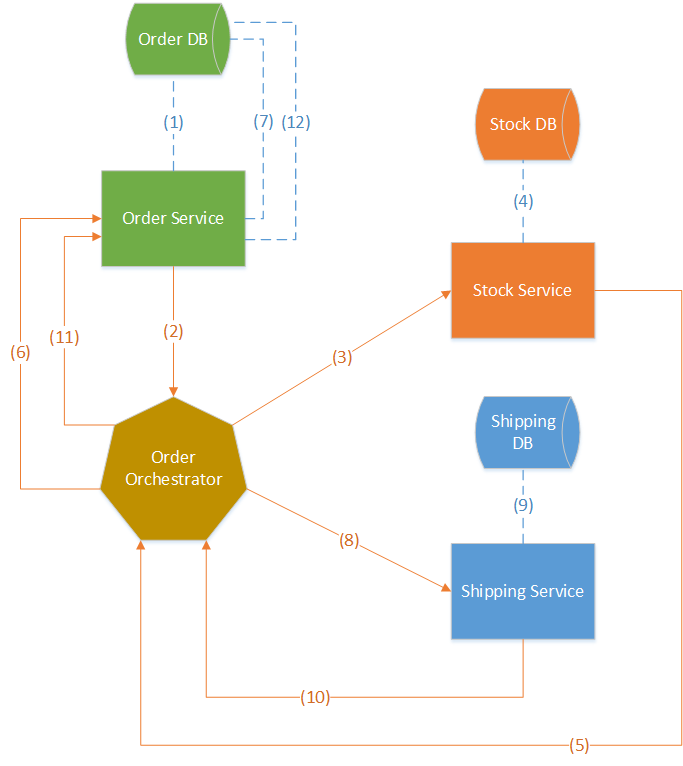 Order DB
Stock DB
(1)
(7)
(12)
(4)
Order Service
Stock Service
(2)
(11)
(6)
(3)
Shipping
DB
Order
Orchestrator
(9)
(8)
Shipping Service
(10)
(5)